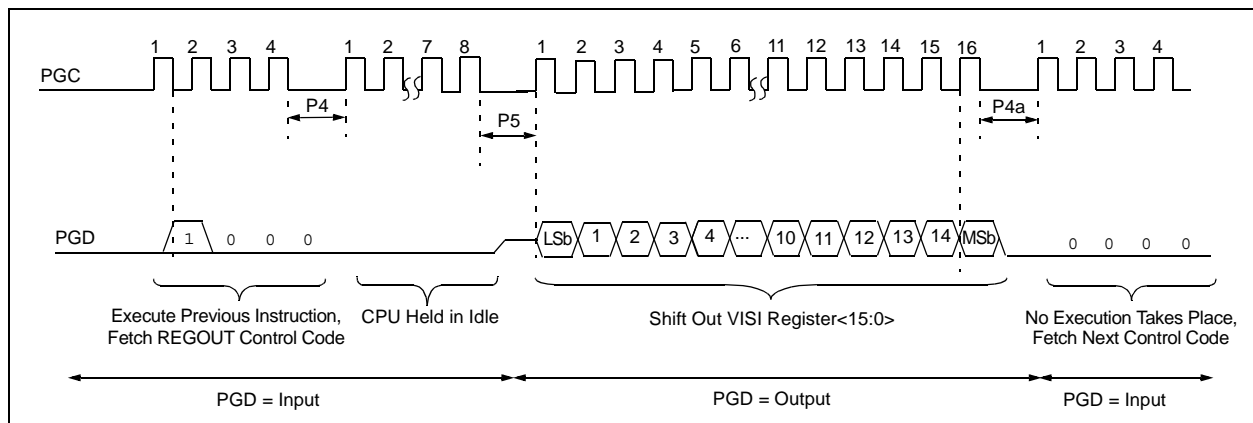 1 2 3 4 1 2 7 8 1 2 3 4 5 6 11 12 13 14 15 16 1 2 3 4
PGC
P4
P5
P4a
PGD
1 0 0 0
LSb 1 2 3 4 ... 10 11 12 13 14 MSb
0 0 0 0
Execute Previous Instruction,
Fetch REGOUT Control Code
CPU Held in Idle
Shift Out VISI Register<15:0>
No Execution Takes Place,
Fetch Next Control Code
PGD = Input
PGD = Output
PGD = Input